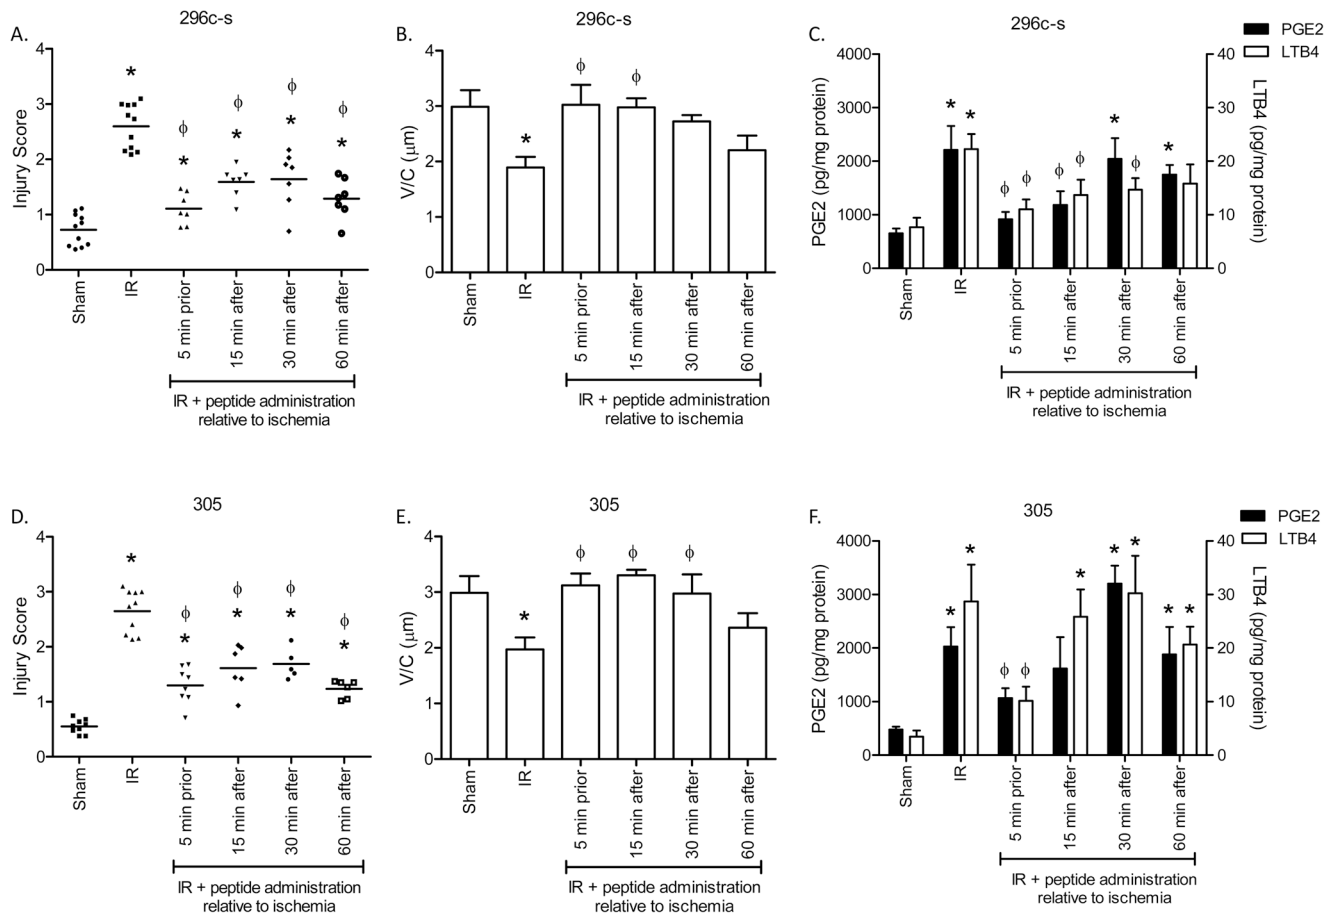 A.
296c-s
Injury Score
4
3
2
1
0
*
*
ϕ
*
ϕ
*
ϕ
*
ϕ
*
Sham
IR
5 min prior
15 min after
30 min after
60 min after
IR + peptide administration
relative to ischemia
B.
296c-s
V/C (μm)
4
3
2
1
0
*
ϕ
ϕ
Sham
IR
5 min prior
15 min after
30 min after
60 min after
IR + peptide administration
relative to ischemia
C.
296c-s
PGE2
LTB4
PGE2 (pg/mg protein)
4000
3000
2000
1000
0
LTB4 (pg/mg protein)
40
30
20
10
0
* *
ϕ ϕ
ϕ ϕ
* ϕ
*
Sham
IR
5 min prior
15 min after
30 min after
60 min after
IR + peptide administration
relative to ischemia
D.
305
Injury Score
4
3
2
1
0
*
ϕ
*
ϕ
*
ϕ
*
ϕ
*
Sham
IR
5 min prior
15 min after
30 min after
60 min after
IR + peptide administration
relative to ischemia
E.
305
V/C (μm)
4
3
2
1
0
*
ϕ
ϕ
ϕ
Sham
IR
5 min prior
15 min after
30 min after
60 min after
IR + peptide administration
relative to ischemia
F.
305
PGE2
LTB4
PGE2 (pg/mg protein)
4000
3000
2000
1000
0
LTB4 (pg/mg protein)
40
30
20
10
0
* *
ϕ ϕ
*
* *
* *
Sham
IR
5 min prior
15 min after
30 min after
60 min after
IR + peptide administration
relative to ischemia